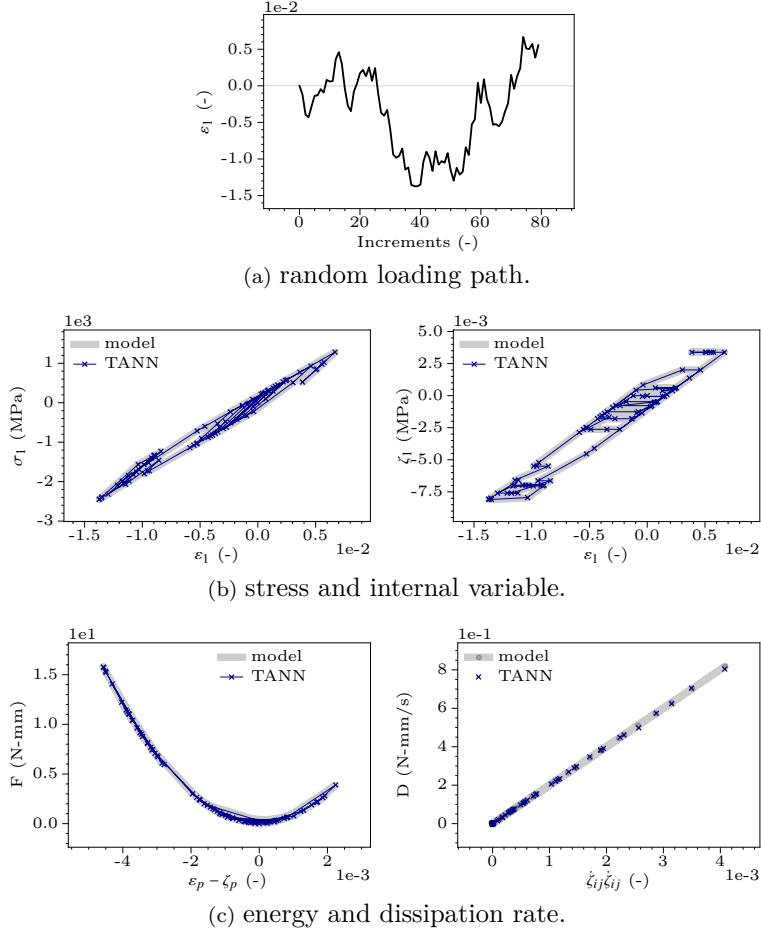 1e−2
0.5
0.0
−0.5
−1.0
−1.5
ε₁ (-)
0 20 40 60 80
Increments (-)
(a) random loading path.
1e3
model
TANN
1
0
−1
−2
−3
σ₁ (MPa)
−1.5 −1.0 −0.5 0.0 0.5
ε₁ (-)
1e−2
1e−3
model
TANN
5.0
2.5
0.0
−2.5
−5.0
−7.5
ζ₁ (MPa)
−1.5 −1.0 −0.5 0.0 0.5
ε₁ (-)
1e−2
(b) stress and internal variable.
1e1
model
TANN
1.5
1.0
0.5
0.0
F (N-mm)
−4 −2 0 2
εₚ − ζₚ (-)
1e−3
1e−1
model
TANN
8
6
4
2
0
D (N-mm/s)
0 1 2 3 4
ζ̇ᵢⱼζ̇ᵢⱼ (-)
1e−3
(c) energy and dissipation rate.